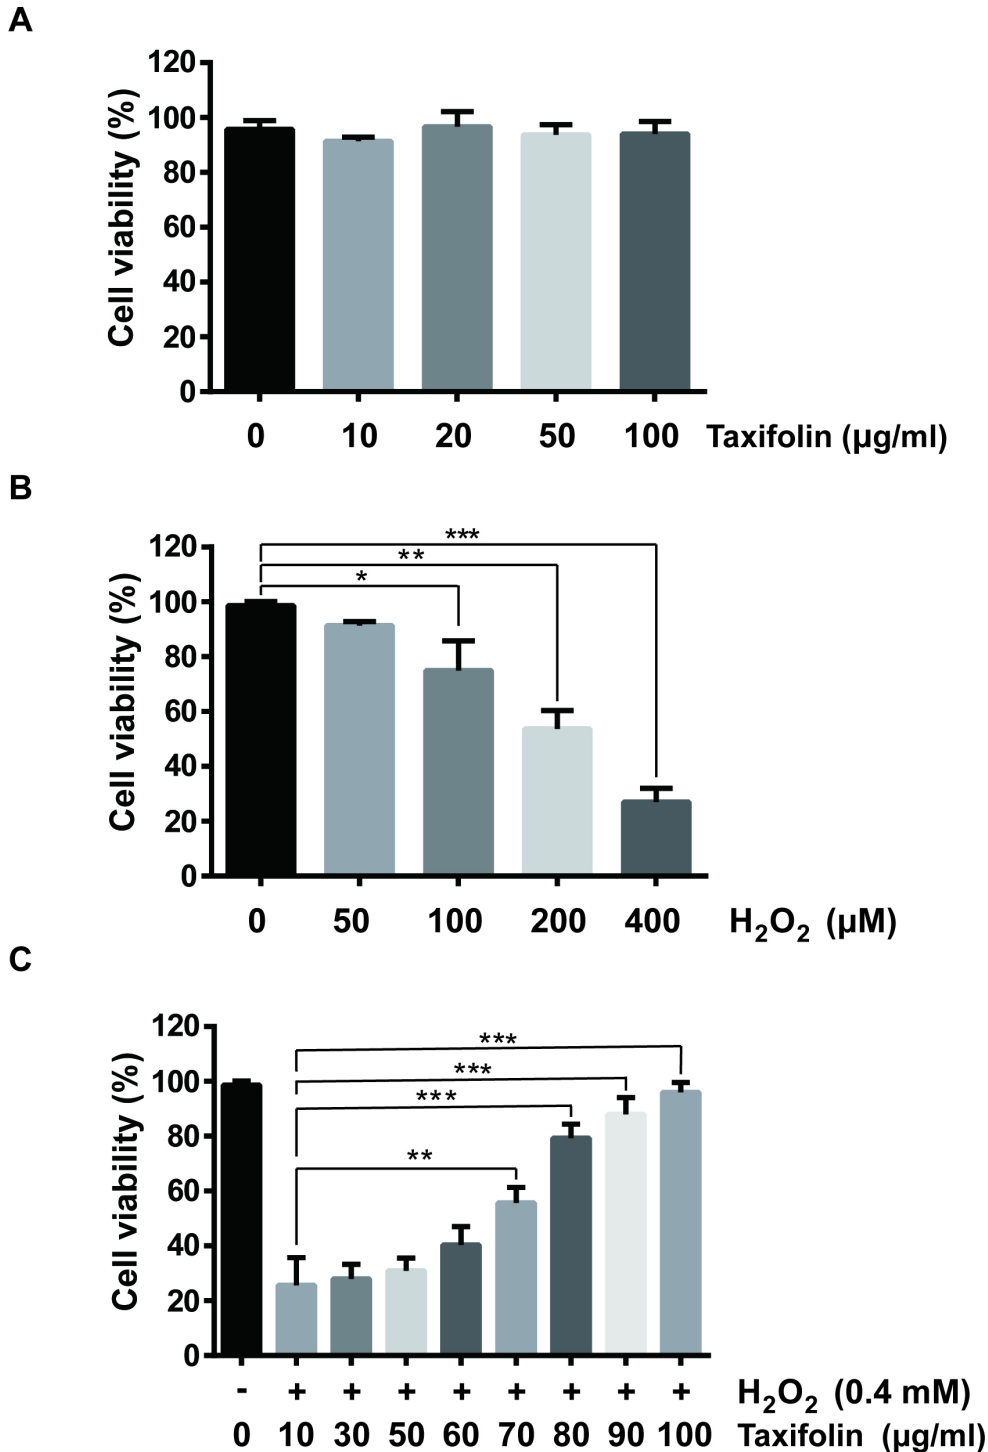 A
Cell viability (%)
120
100
80
60
40
20
0
0 10 20 50 100 Taxifolin (µg/ml)
B
Cell viability (%)
***
**
*
120
100
80
60
40
20
0
0 50 100 200 400 H₂O₂ (µM)
C
Cell viability (%)
***
***
***
**
120
100
80
60
40
20
0
- + + + + + + + + H₂O₂ (0.4 mM)
0 10 30 50 60 70 80 90 100 Taxifolin (µg/ml)